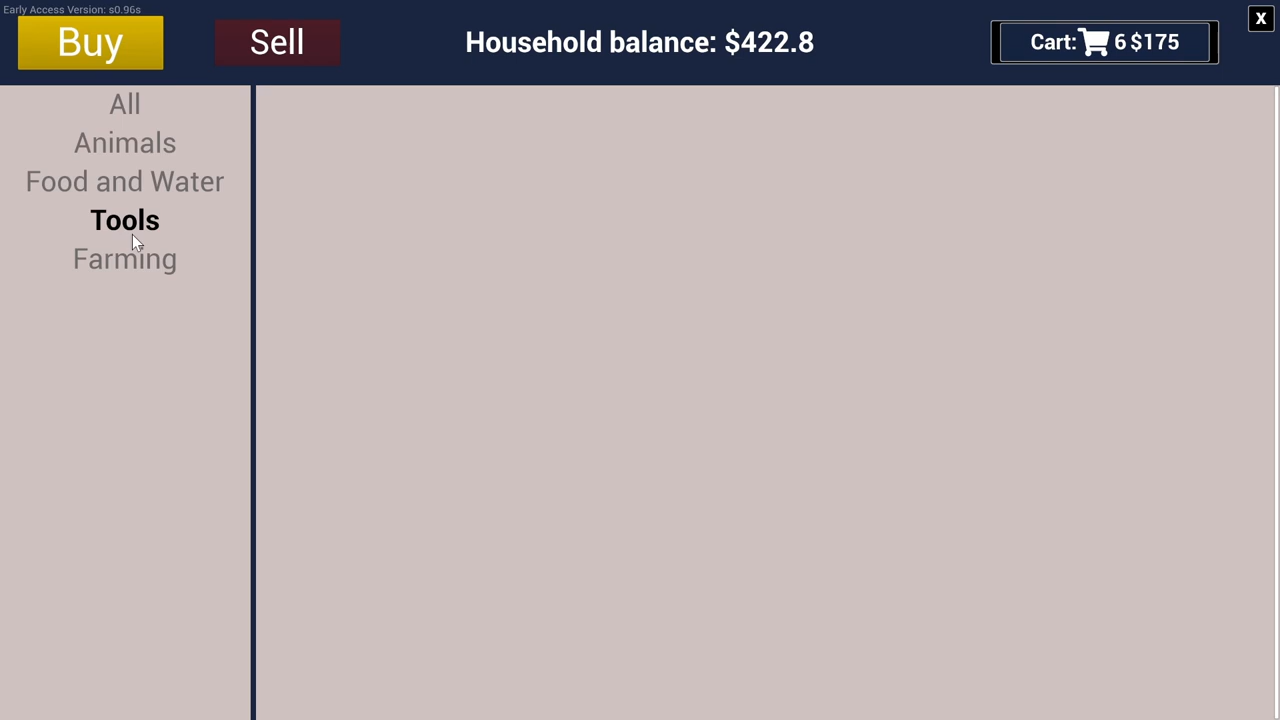 Early Access Version: s0.96s
Buy
Sell
Household balance: $422.8
Cart: 6 $175
X
All
Animals
Food and Water
Tools
Farming